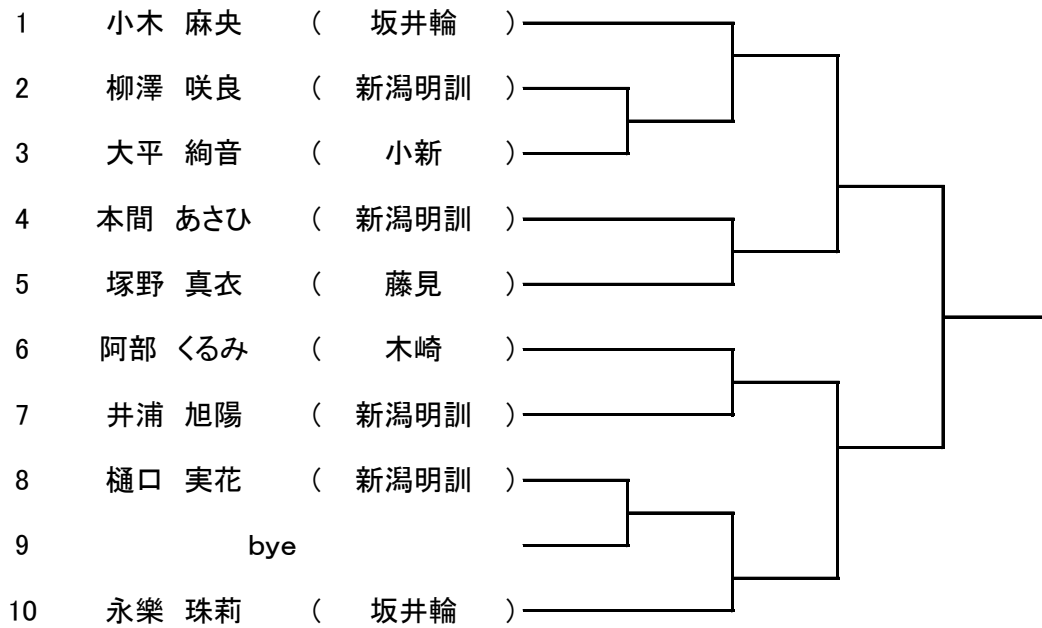 1 小木 麻央 ( 坂井輪 )
2 柳澤 咲良 ( 新潟明訓 )
3 大平 絢音 ( 小新 )
4 本間 あさひ ( 新潟明訓 )
5 塚野 真衣 ( 藤見 )
6 阿部 くるみ ( 木崎 )
7 井浦 旭陽 ( 新潟明訓 )
8 樋口 実花 ( 新潟明訓 )
9 bye
10 永樂 珠莉 ( 坂井輪 )